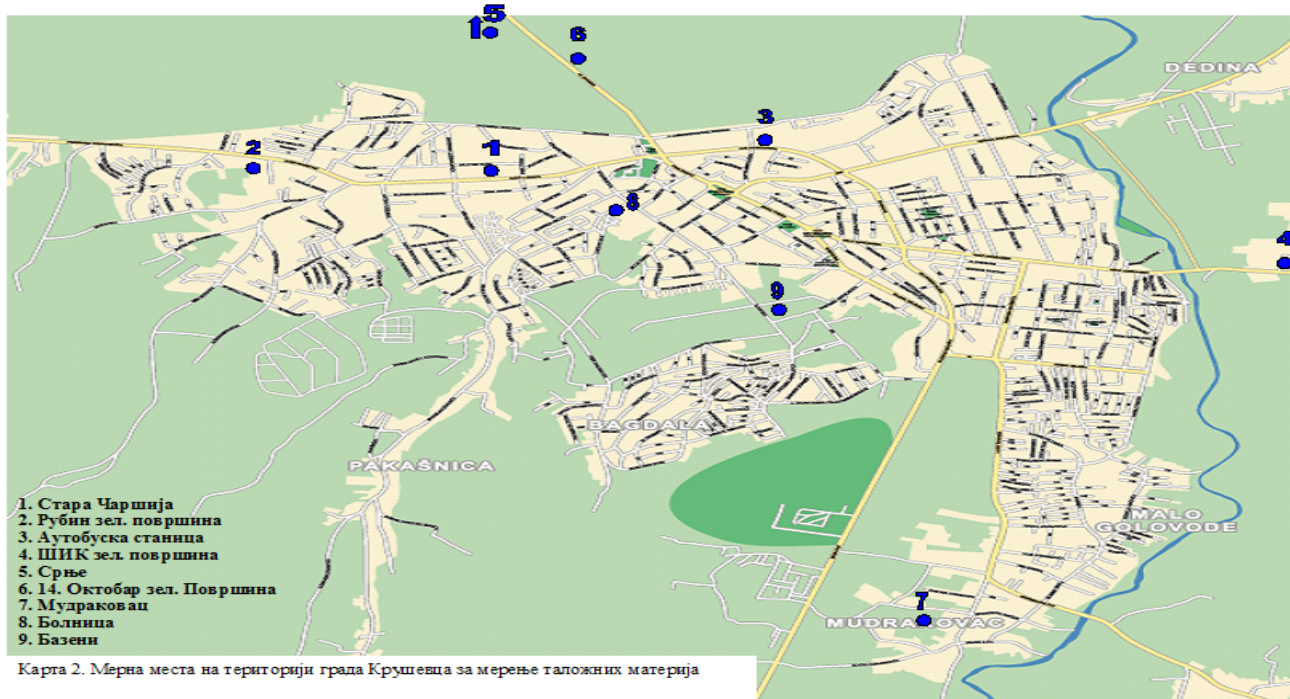 5
6
3
DEDINA
2
1
8
4
9
BAGDALA
PAKAŠNICA
MALO
GOLOVODE
7
MUDRAKOVAC
1. Стара Чаршија
2. Рубин зел. површина
3. Аутобуска станица
4. ШИК зел. површина
5. Срње
6. 14. Октобар зел. Површина
7. Мудраковац
8. Болница
9. Базени
Карта 2. Мерна места на територији града Крушевца за мерење таложних материја